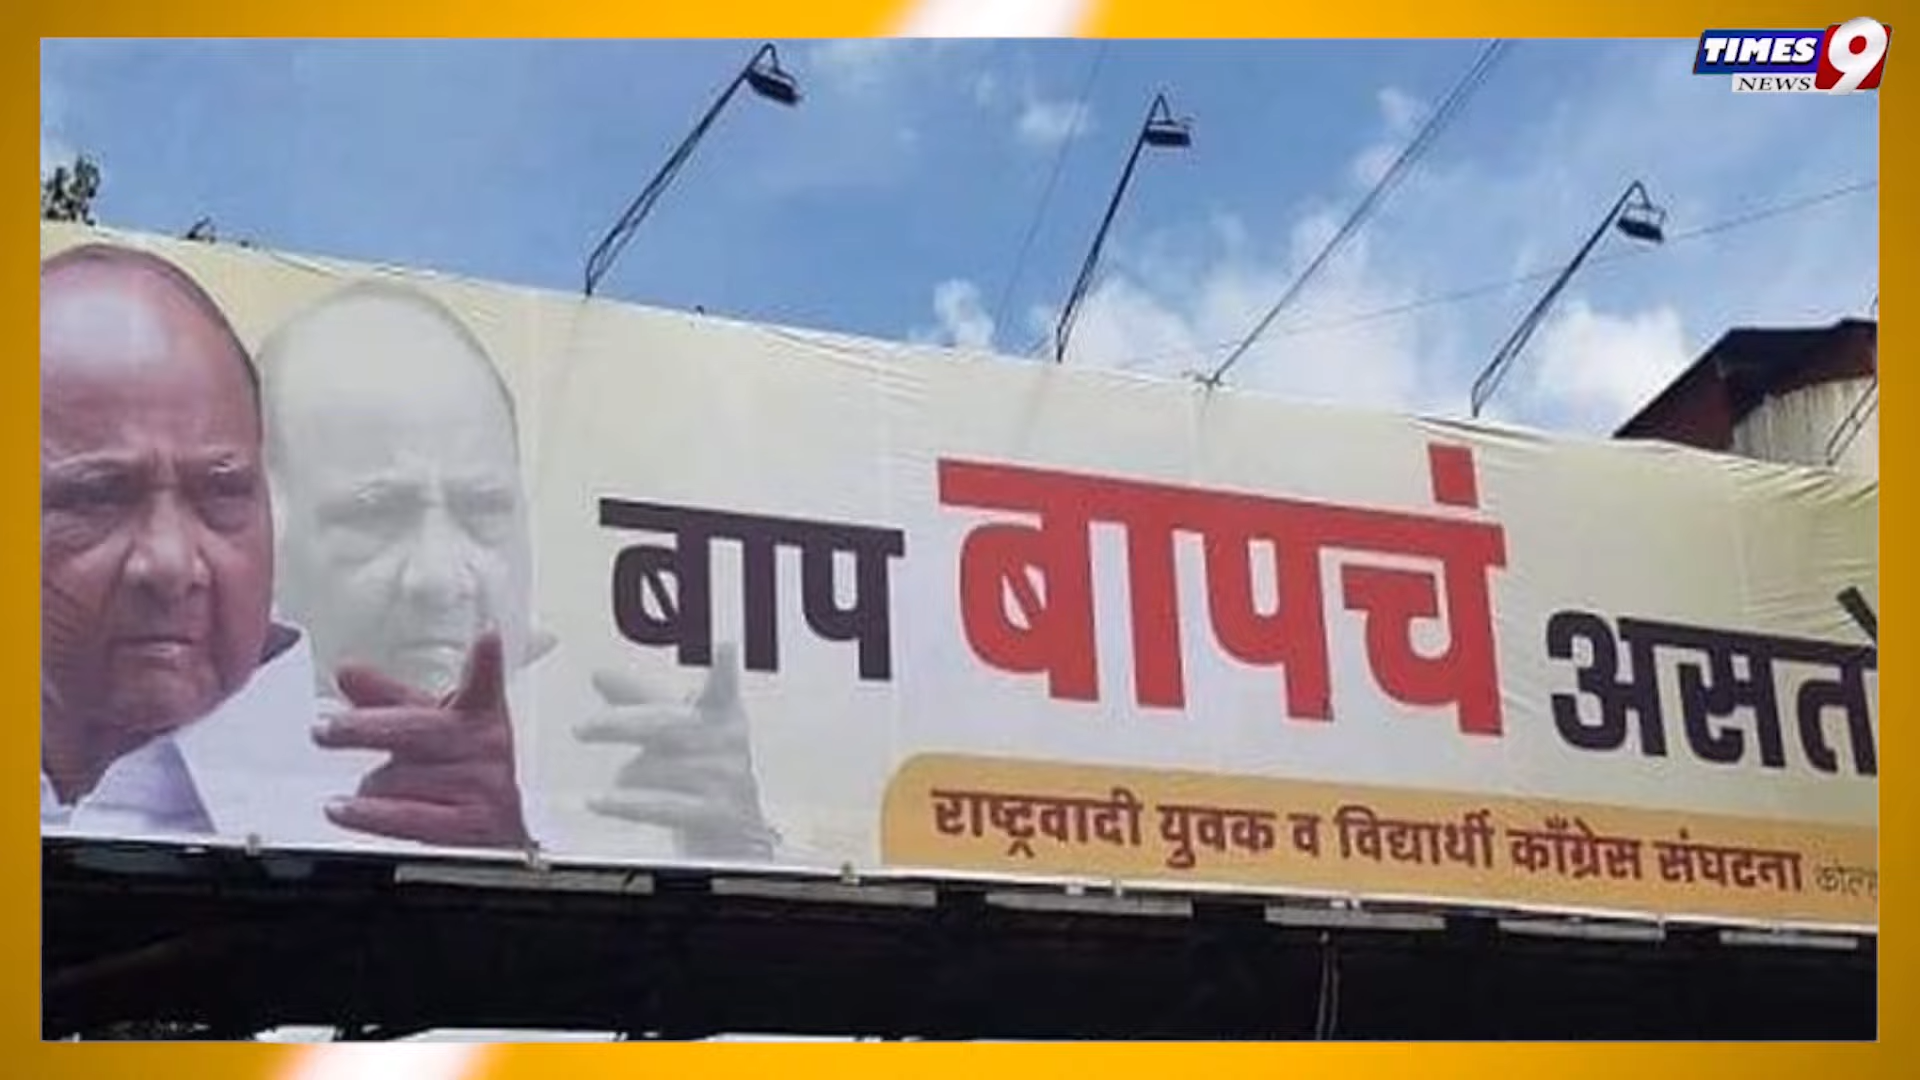 TIMES 9
NEWS
बाप बापचं असतो
राष्ट्रवादी युवक व विद्यार्थी काँग्रेस संघटना